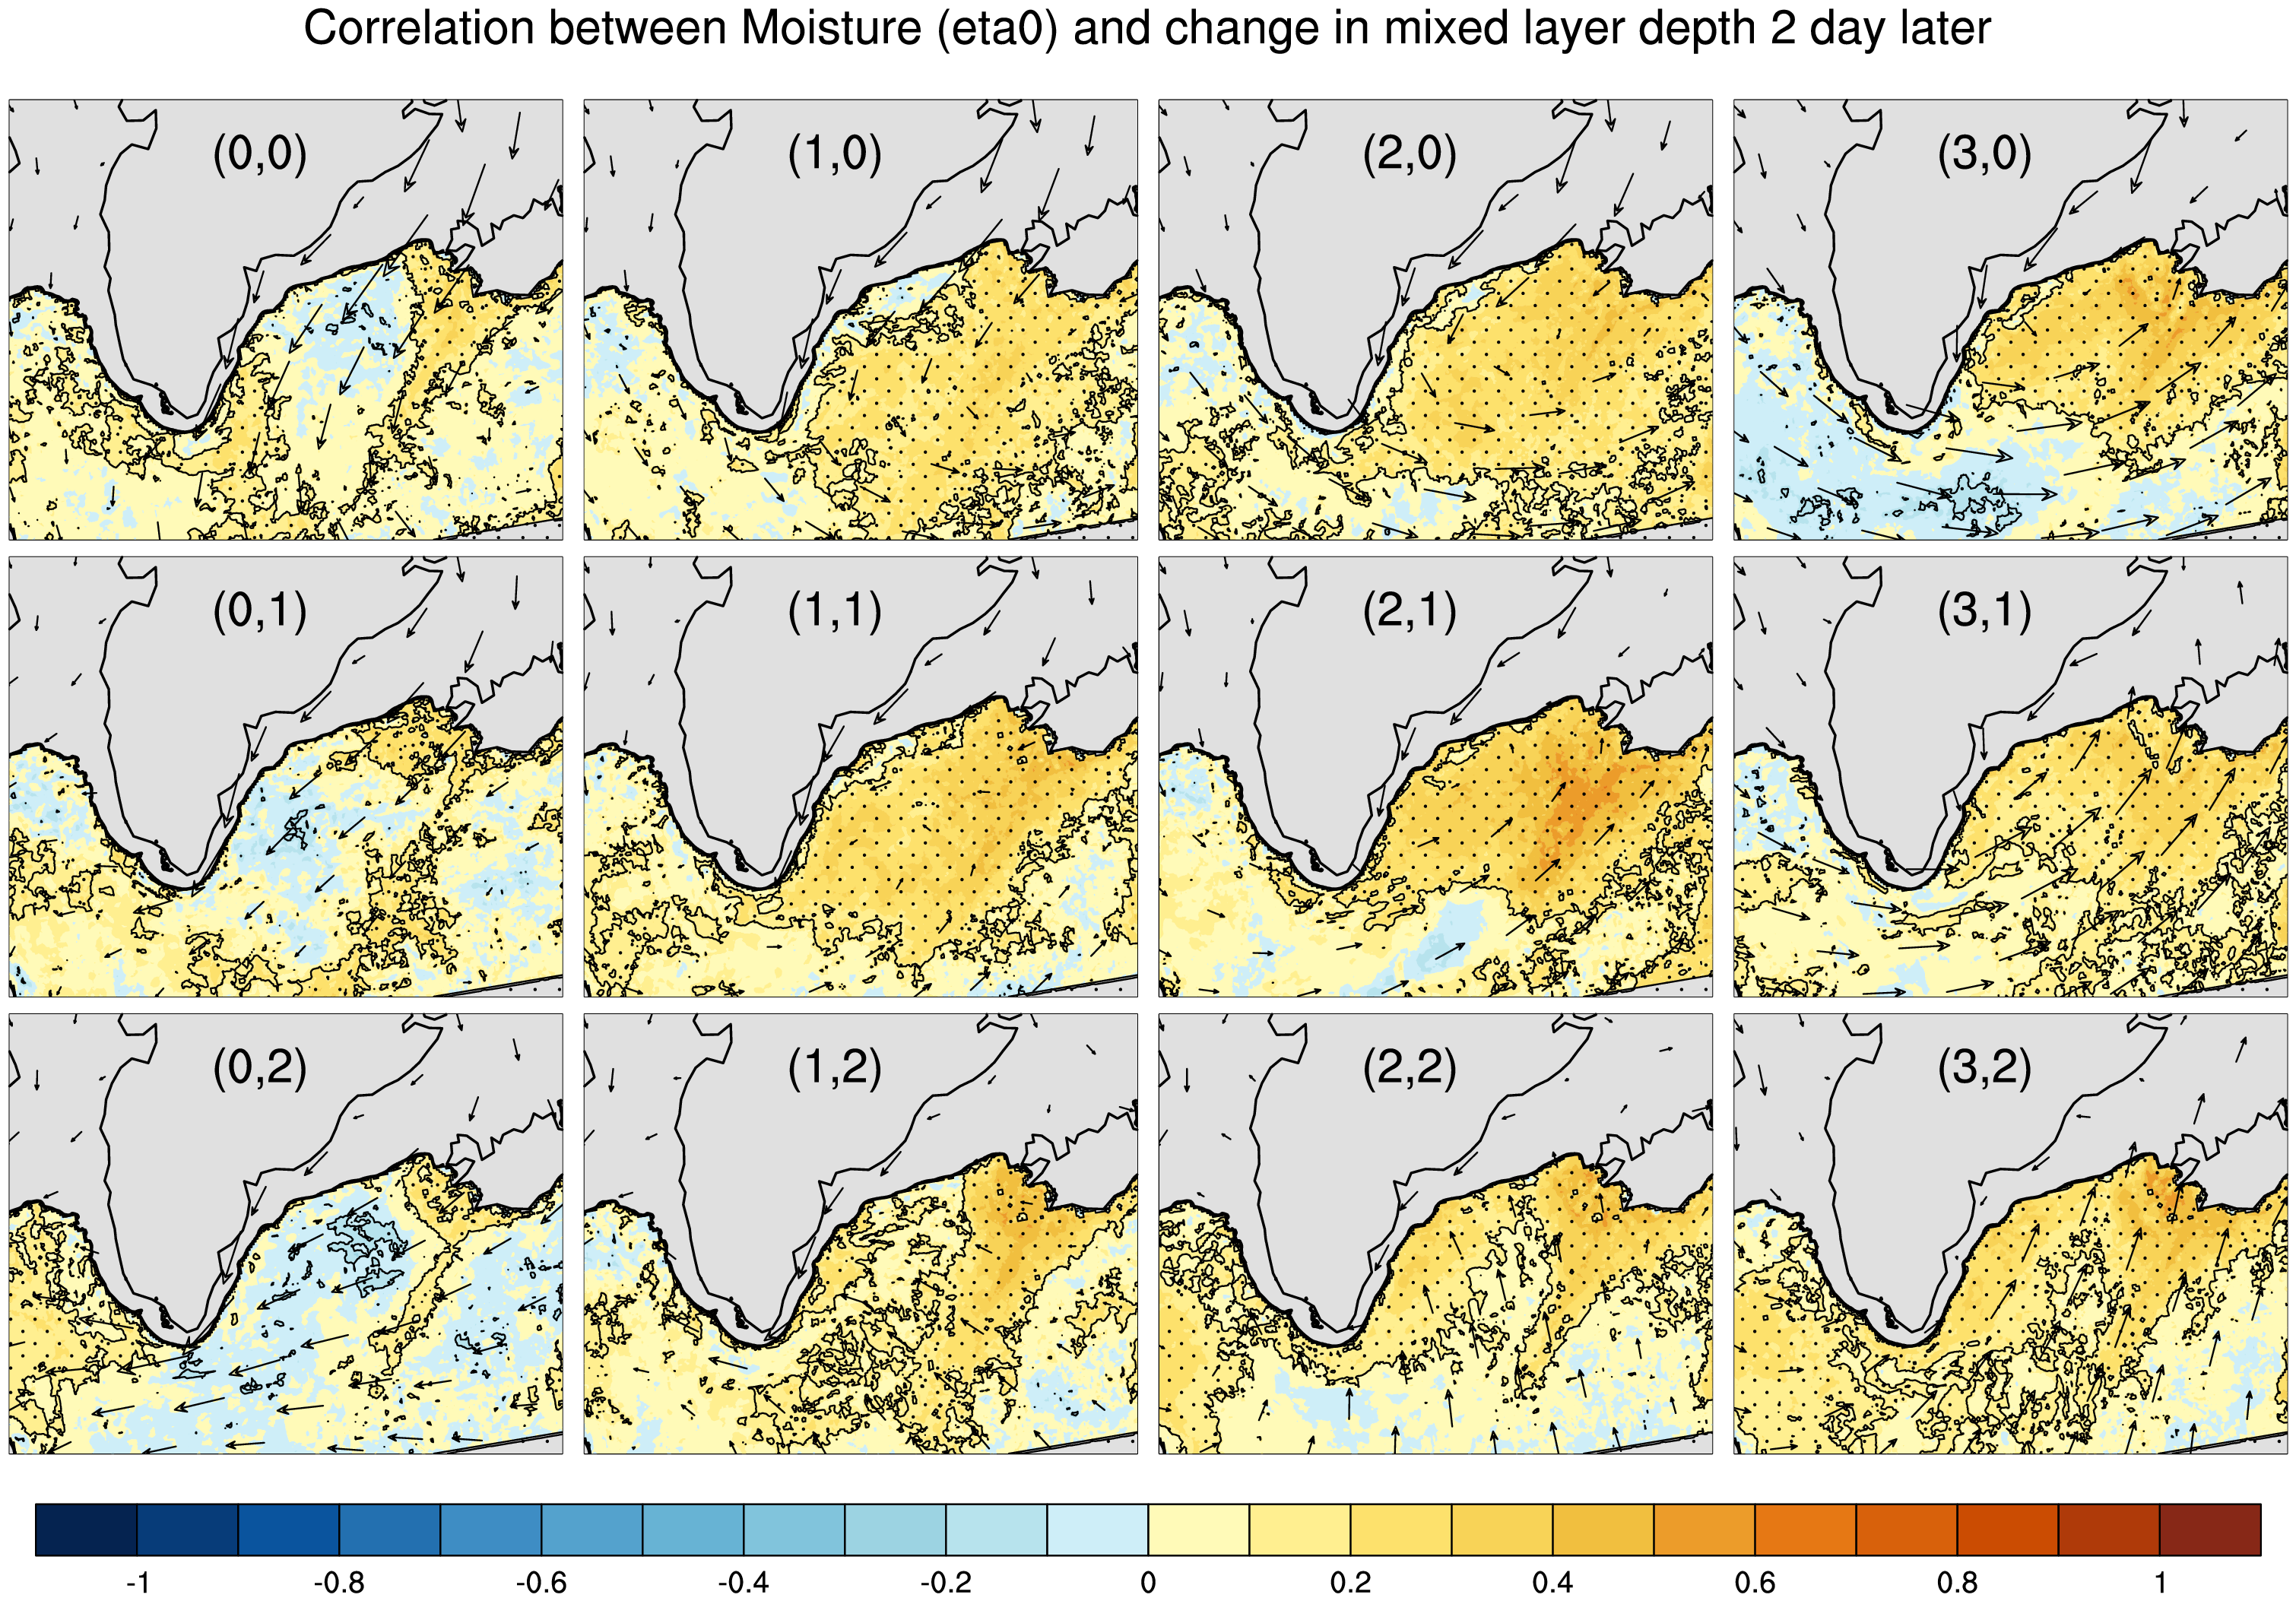 Correlation between Moisture (eta0) and change in mixed layer depth 2 day later
(0,0) (1,0) (2,0) (3,0)
(0,1) (1,1) (2,1) (3,1)
(0,2) (1,2) (2,2) (3,2)
-1 -0.8 -0.6 -0.4 -0.2 0 0.2 0.4 0.6 0.8 1